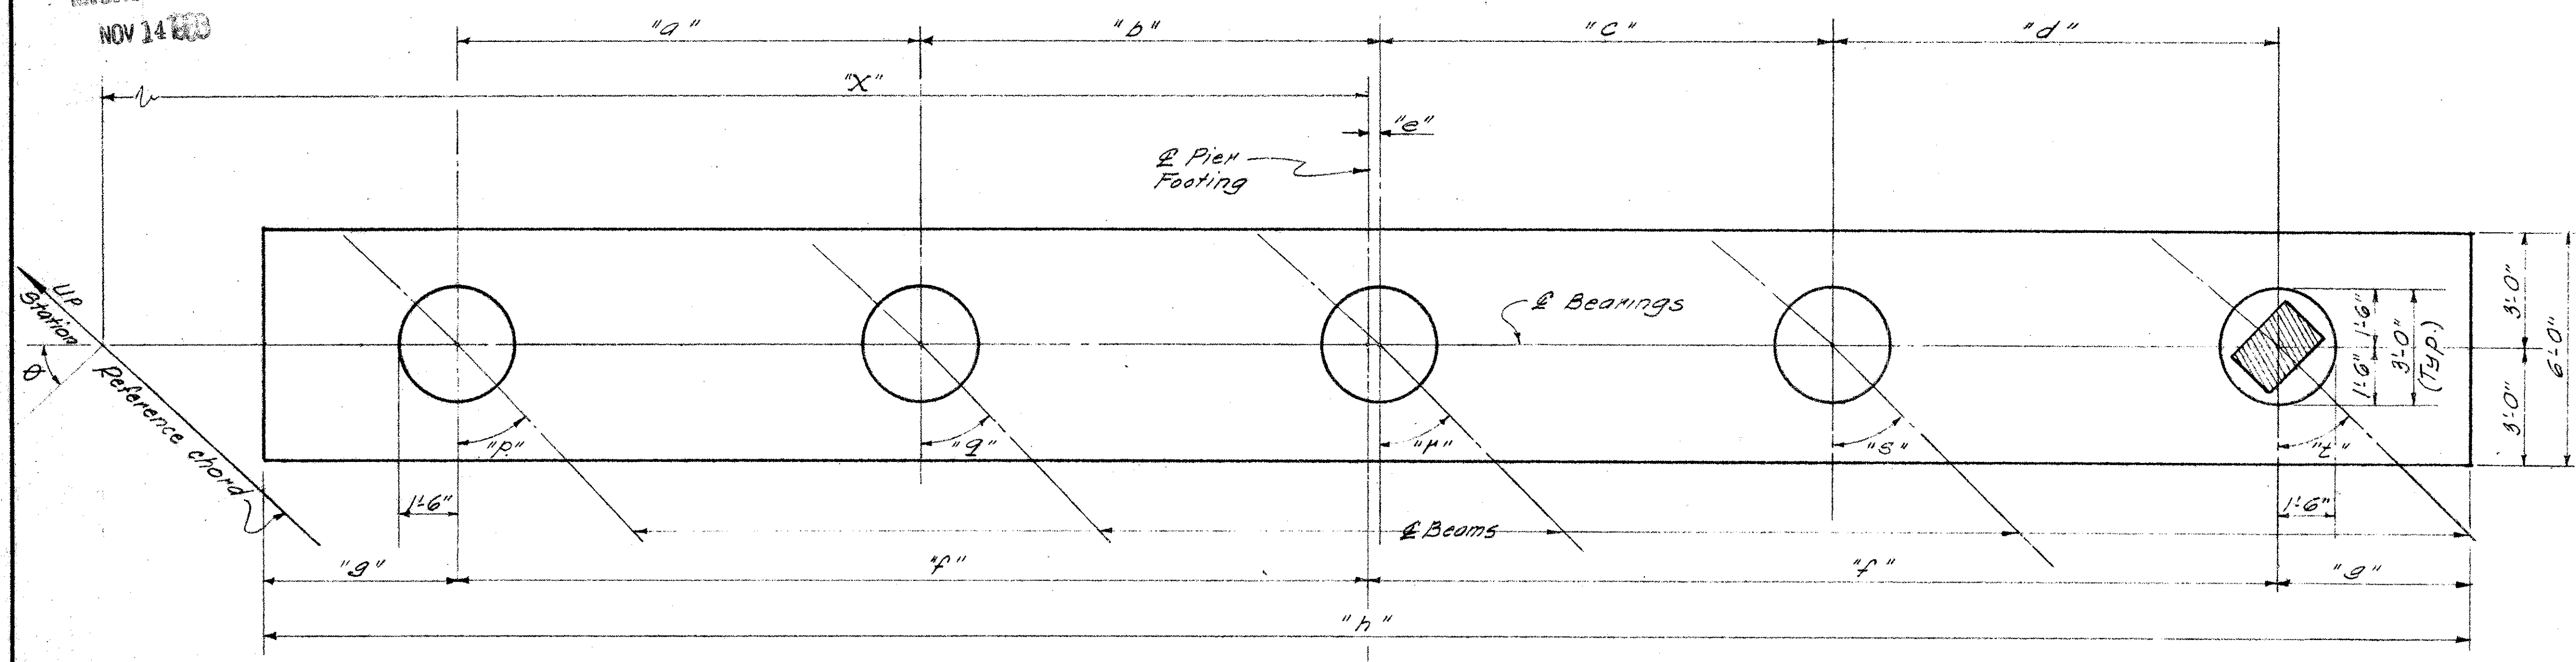 NOV 14
"a"
"b"
"c"
"d"
"X"
"e"
℄ Pier
Footing
UP
Station
Ø
Reference chord
℄ Bearings
1'-6"
1'-6"
3'-0"
(Typ.)
3'-0"
3'-0"
6'-0"
"s"
"t"
1'-6"
℄ Beams
1'-6"
"g"
"f"
"f"
"g"
"h"